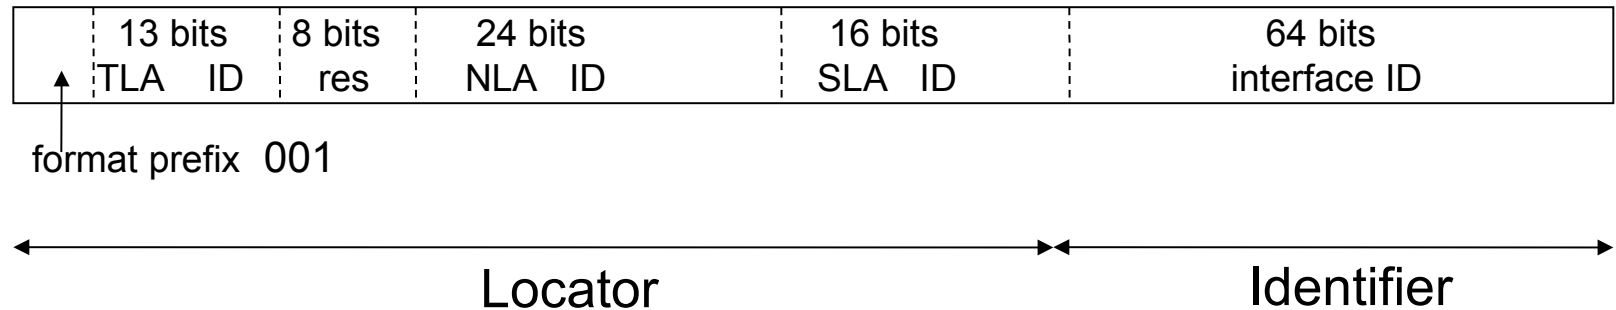 13 bits 8 bits 24 bits 16 bits 64 bits
TLA ID res NLA ID SLA ID interface ID
format prefix 001
Locator Identifier